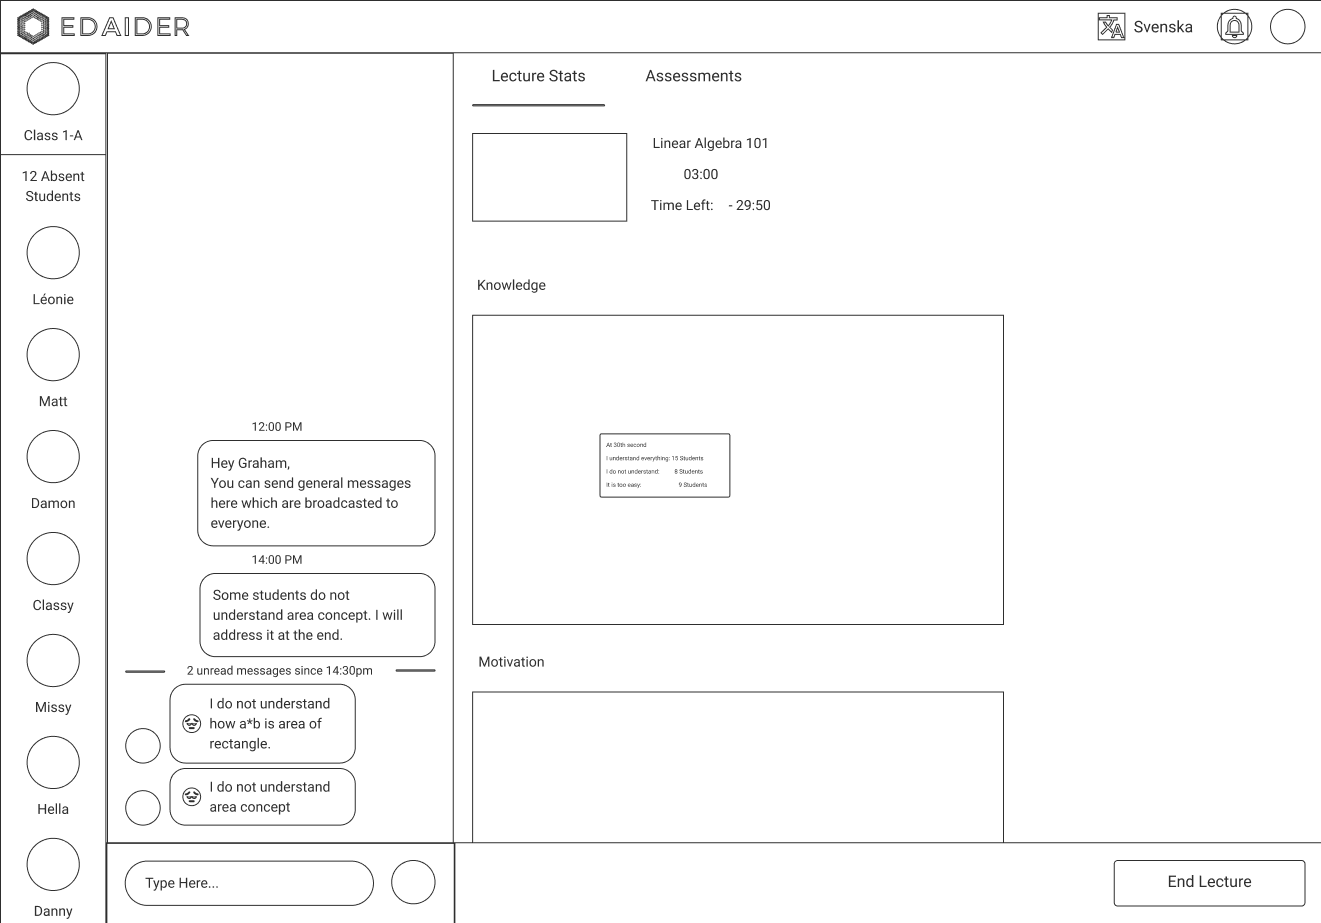 EDAIDER
Svenska
Class 1-A
12 Absent
Students
Léonie
Matt
Damon
Classy
Missy
Hella
Danny
12:00 PM
Hey Graham,
You can send general messages
here which are broadcasted to
everyone.
14:00 PM
Some students do not
understand area concept. I will
address it at the end.
2 unread messages since 14:30pm
I do not understand
how a*b is area of
rectangle.
I do not understand
area concept
Type Here...
Lecture Stats
Assessments
Linear Algebra 101
03:00
Time Left: - 29:50
Knowledge
At 30th second
I understand everything: 15 Students
I do not understand: 8 Students
It is too easy: 9 Students
Motivation
End Lecture